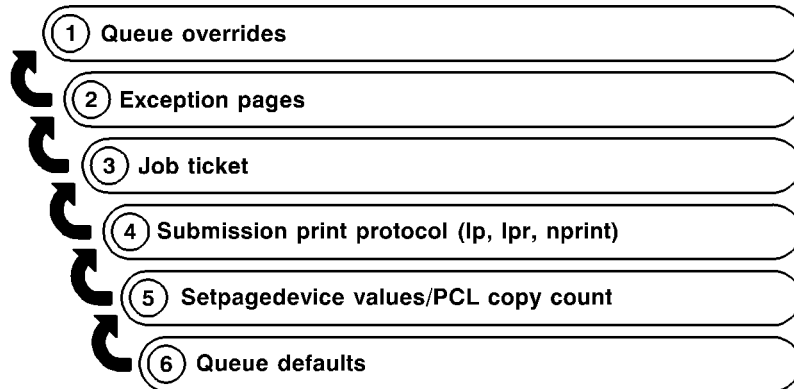 1 Queue overrides
2 Exception pages
3 Job ticket
4 Submission print protocol (lp, lpr, nprint)
5 Setpagedevice values/PCL copy count
6 Queue defaults